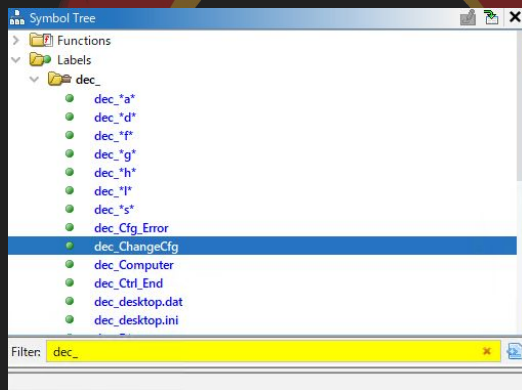 Symbol Tree
Functions
Labels
dec_
dec_*a*
dec_*d*
dec_*f*
dec_*g*
dec_*h*
dec_*l*
dec_*s*
dec_Cfg_Error
dec_ChangeCfg
dec_Computer
dec_Ctrl_End
dec_desktop.dat
dec_desktop.ini
Filter: dec_